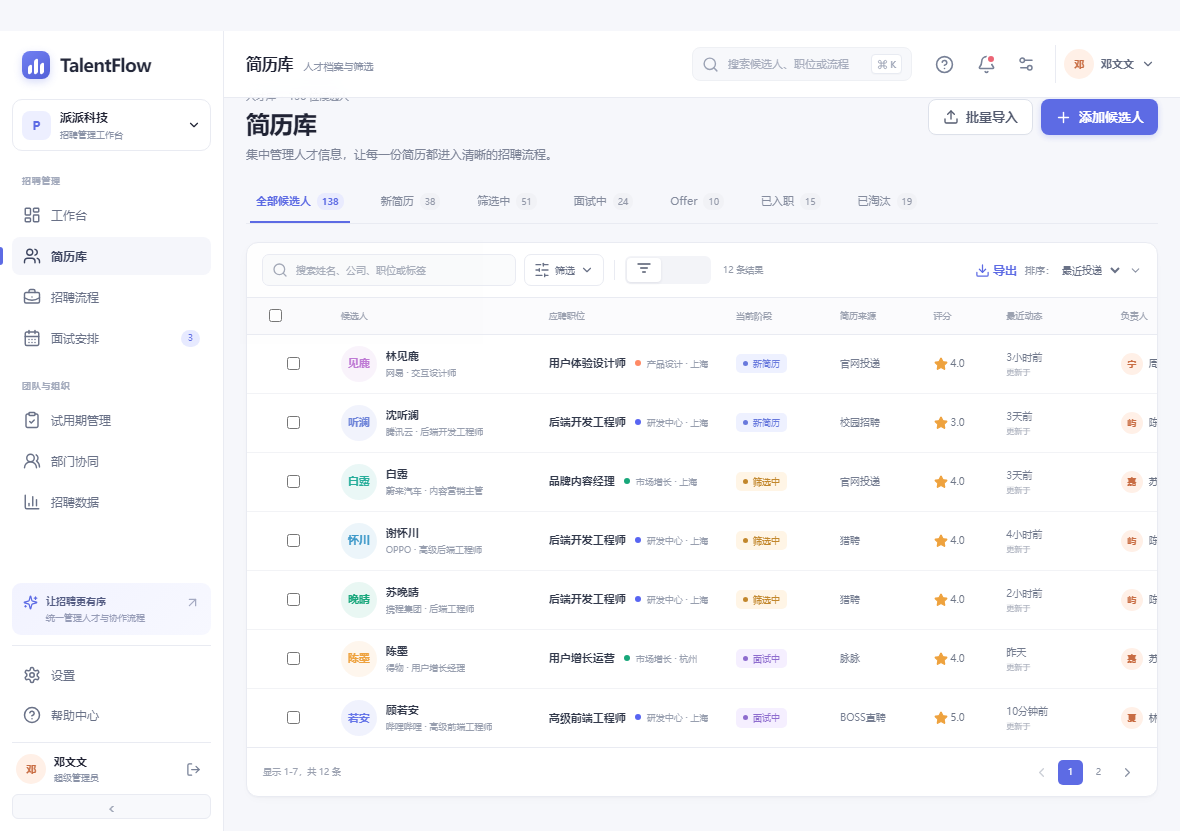 TalentFlow
派派科技
招聘管理工作台
招聘管理
工作台
简历库
招聘流程
面试安排 3
团队与组织
试用期管理
部门协同
招聘数据
让招聘更有序
统一管理人才与协作流程
设置
帮助中心
邓 邓文文
超级管理员
简历库 人才档案与筛选
搜索候选人、职位或流程 ⌘ K
邓 邓文文
简历库
集中管理人才信息，让每一份简历都进入清晰的招聘流程。
批量导入
添加候选人
全部候选人 138 新简历 38 筛选中 51 面试中 24 Offer 10 已入职 15 已淘汰 19
搜索姓名、公司、职位或标签 筛选 12 条结果 导出 排序： 最近投递
候选人 应聘职位 当前阶段 简历来源 评分 最近动态 负责人
见鹿 林见鹿 用户体验设计师 产品设计 · 上海 新简历 官网投递 4.0 3小时前 宁
网易 · 交互设计师 更新于
听澜 沈听澜 后端开发工程师 研发中心 · 上海 新简历 校园招聘 3.0 3天前 屿
腾讯云 · 后端开发工程师 更新于
白露 白露 品牌内容经理 市场增长 · 上海 筛选中 官网投递 4.0 3天前
蔚来汽车 · 内容营销主管 更新于
怀川 谢怀川 后端开发工程师 研发中心 · 上海 筛选中 猎聘 4.0 4小时前 屿
OPPO · 高级后端工程师 更新于
晚晴 苏晚晴 后端开发工程师 研发中心 · 上海 筛选中 猎聘 4.0 2小时前 屿
携程集团 · 后端工程师 更新于
陈墨 陈墨 用户增长运营 市场增长 · 杭州 面试中 脉脉 4.0 昨天
得物 · 用户增长经理 更新于
若安 顾若安 高级前端工程师 研发中心 · 上海 面试中 BOSS直聘 5.0 10分钟前 夏
哔哩哔哩 · 高级前端工程师 更新于
显示 1-7，共 12 条 1 2